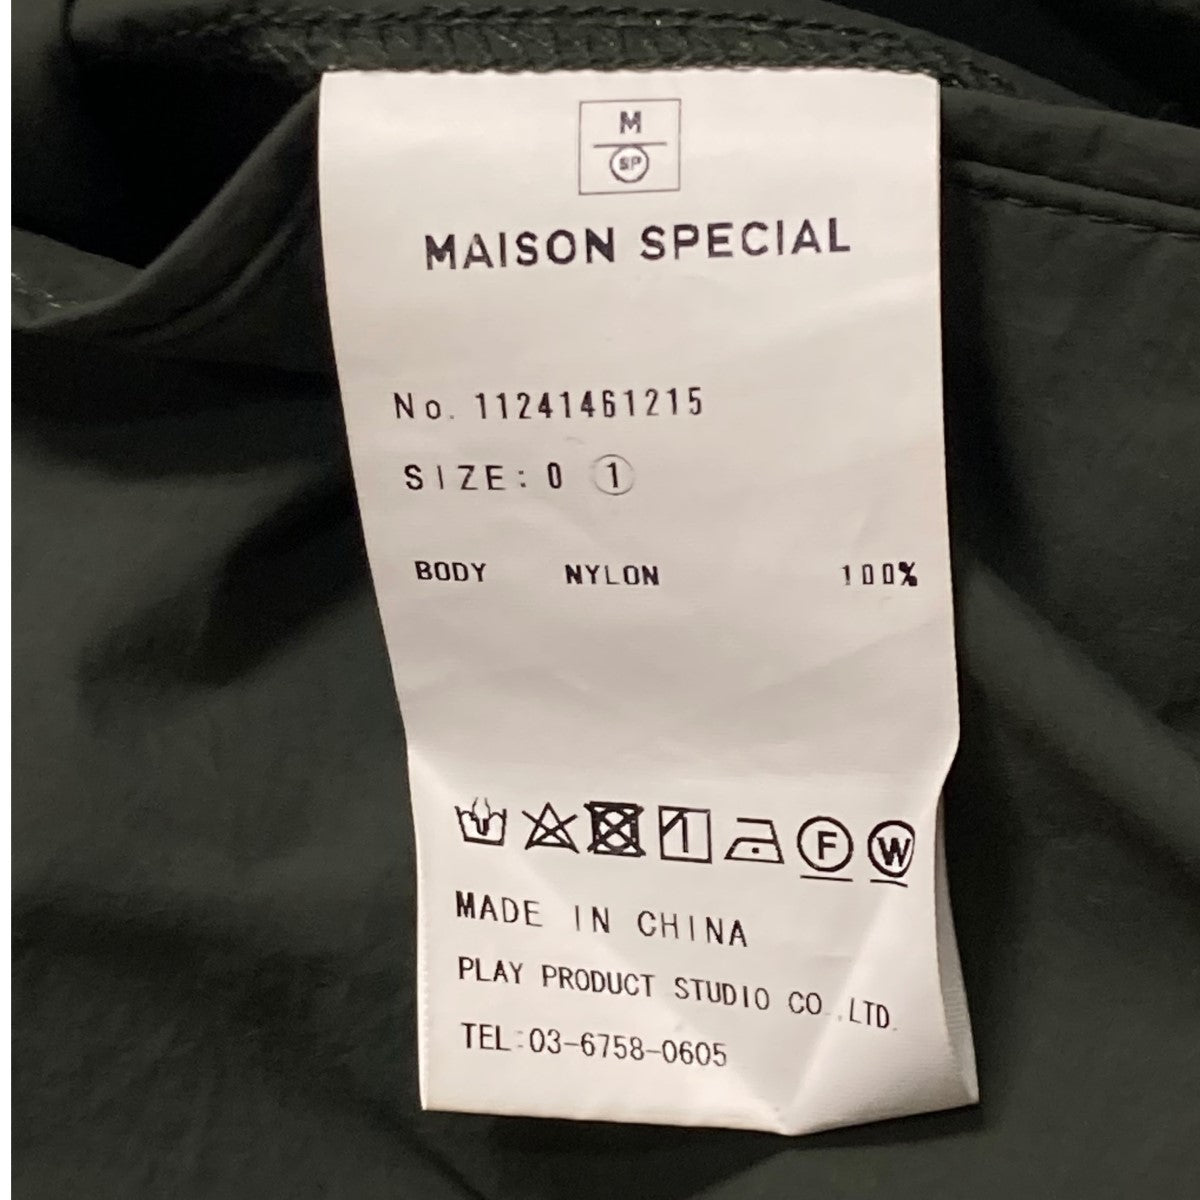 M
SP
MAISON SPECIAL
No. 11241461215
SIZE: 0 ①
BODY NYLON 100%
F W
MADE IN CHINA
PLAY PRODUCT STUDIO CO.,LTD.
TEL:03-6758-0605